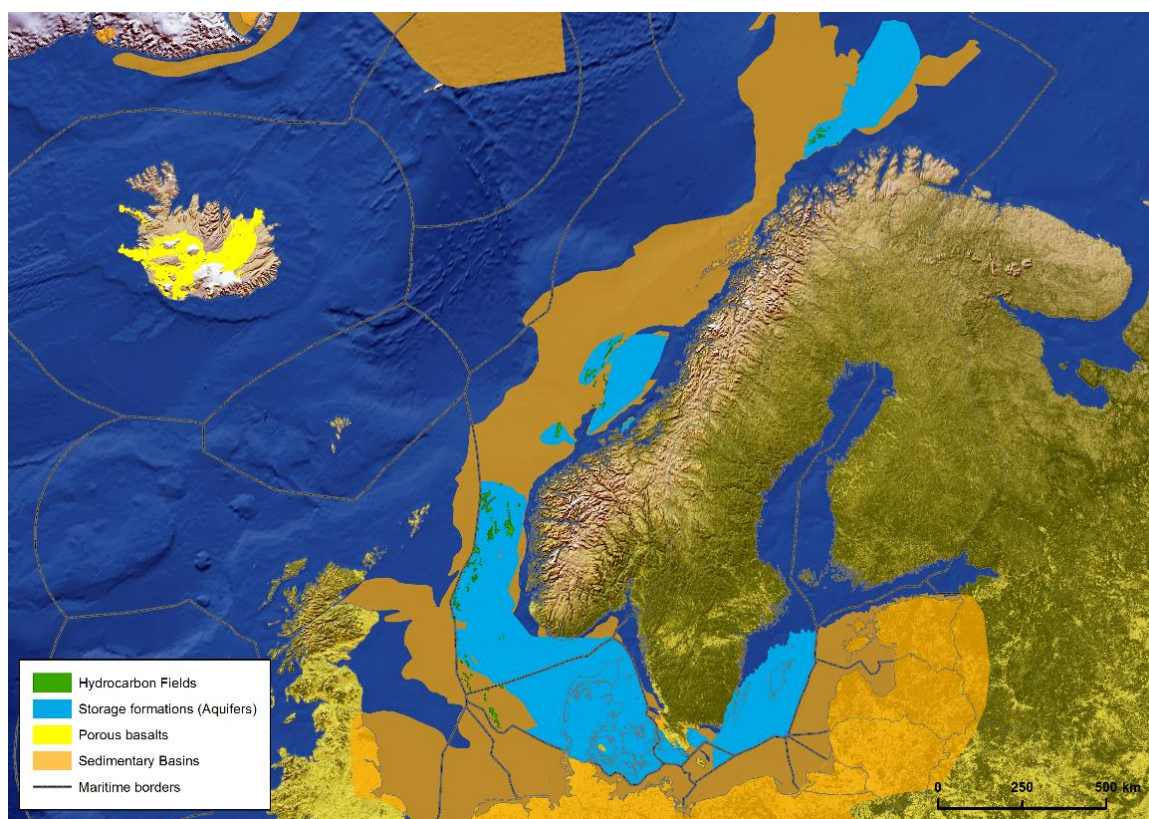 Hydrocarbon Fields
Storage formations (Aquifers)
Porous basalts
Sedimentary Basins
Maritime borders
0 250 500 km